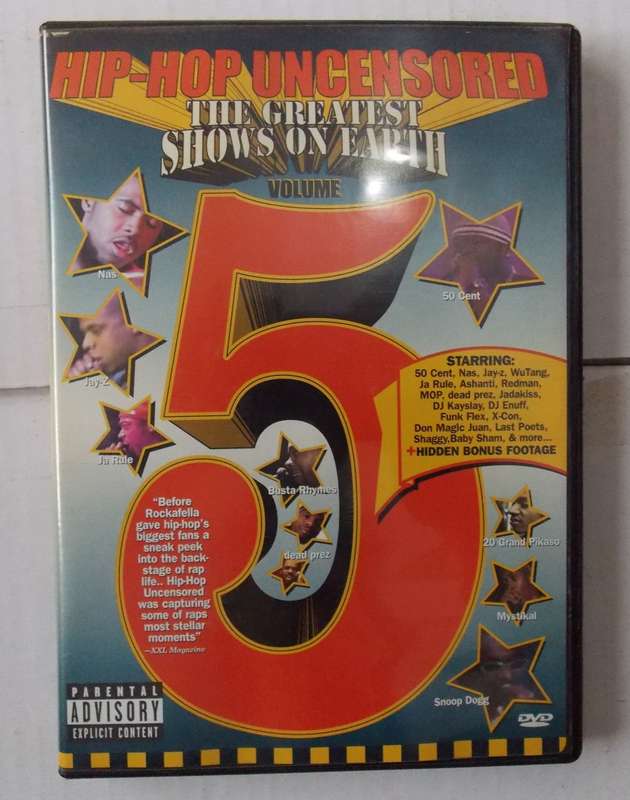 HIP-HOP UNCENSORED
THE GREATEST
SHOWS ON EARTH
VOLUME
5
Nas
50 Cent
Jay-Z
Ja Rule
STARRING:
50 Cent, Nas, Jay-z, WuTang,
Ja Rule, Ashanti, Redman,
MOP, dead prez, Jadakiss,
DJ Kayslay, DJ Enuff,
Funk Flex, X-Con,
Don Magic Juan, Last Poets,
Shaggy,Baby Sham, & more...
+HIDDEN BONUS FOOTAGE
Busta Rhymes
dead prez
"Before
Rockafella
gave hip-hop's
biggest fans a
sneak peek
into the back-
stage of rap
life.. Hip-Hop
Uncensored
was capturing
some of raps
most stellar
moments"
–XXL Magazine
20 Grand Pikaso
Mystikal
Snoop Dogg
PARENTAL
ADVISORY
EXPLICIT CONTENT
DVD